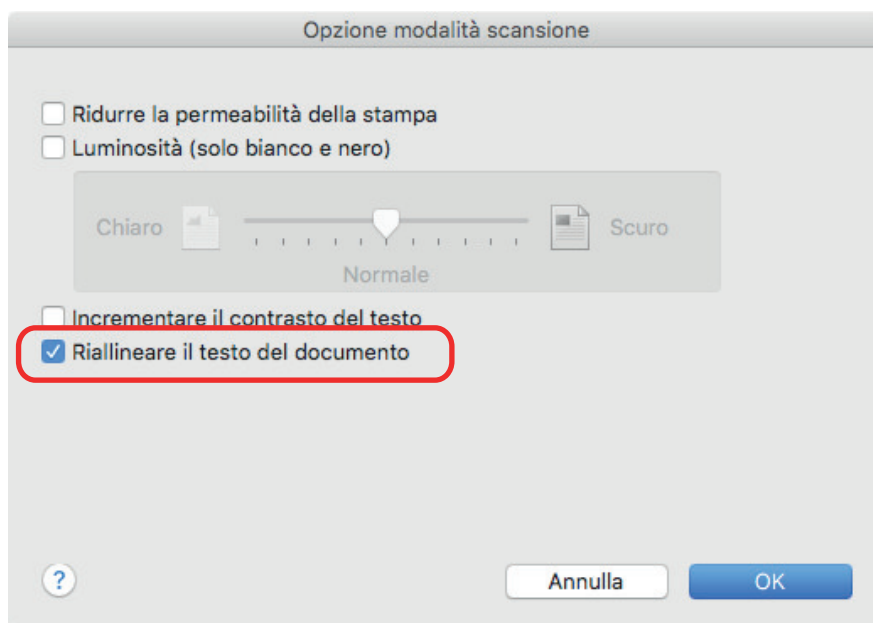 Opzione modalità scansione
Ridurre la permeabilità della stampa
Luminosità (solo bianco e nero)
Chiaro Scuro
Normale
Incrementare il contrasto del testo
Riallineare il testo del documento
? Annulla OK